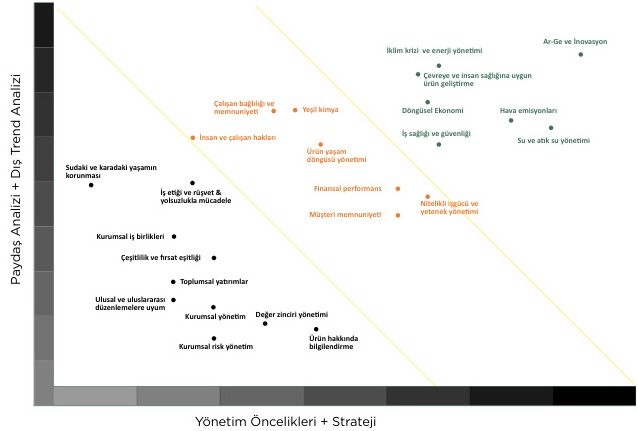 Paydaş Analizi + Dış Trend Analizi
Ar-Ge ve İnovasyon
İklim krizi ve enerji yönetimi
Çevreye ve insan sağlığına uygun
ürün geliştirme
Çalışan bağlılığı ve
memnuniyeti
Yeşil kimya
Döngüsel Ekonomi
Hava emisyonları
İnsan ve çalışan hakları
İş sağlığı ve güvenliği
Su ve atık su yönetimi
Ürün yaşam
döngüsü yönetimi
Sudaki ve karadaki yaşamın
korunması
İş etiği ve rüşvet &
yolsuzlukla mücadele
Finansal performans
Nitelikli işgücü ve
yetenek yönetimi
Müşteri memnuniyeti
Kurumsal iş birlikleri
Çeşitlilik ve fırsat eşitliği
Toplumsal yatırımlar
Ulusal ve uluslararası
düzenlemelere uyum
Kurumsal yönetim
Değer zinciri yönetimi
Ürün hakkında
bilgilendirme
Kurumsal risk yönetim
Yönetim Öncelikleri + Strateji